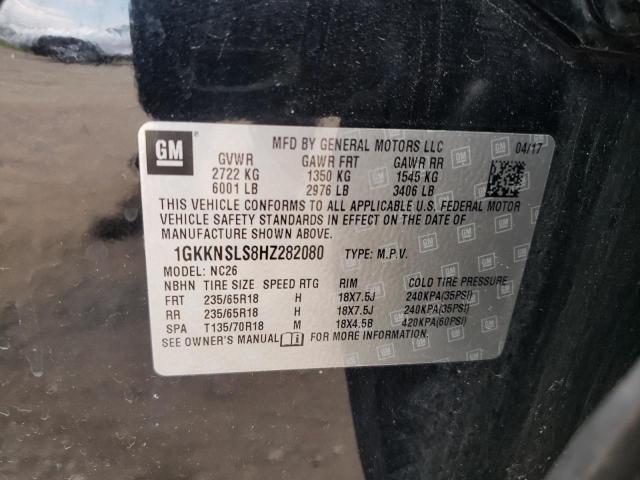 GM
MFD BY GENERAL MOTORS LLC 04/17
GVWR GAWR FRT GAWR RR
2722 KG 1350 KG 1545 KG
6001 LB 2976 LB 3406 LB
THIS VEHICLE CONFORMS TO ALL APPLICABLE U.S. FEDERAL MOTOR
VEHICLE SAFETY STANDARDS IN EFFECT ON THE DATE OF
MANUFACTURE SHOWN ABOVE.
1GKKNSLS8HZ282080 TYPE: M.P.V.
MODEL: NC26
NBHN TIRE SIZE SPEED RTG RIM COLD TIRE PRESSURE
FRT 235/65R18 H 18X7.5J 240KPA(35PSI)
RR 235/65R18 H 18X7.5J 240KPA(35PSI)
SPA T135/70R18 M 18X4.5B 420KPA(60PSI)
SEE OWNER'S MANUAL FOR MORE INFORMATION.